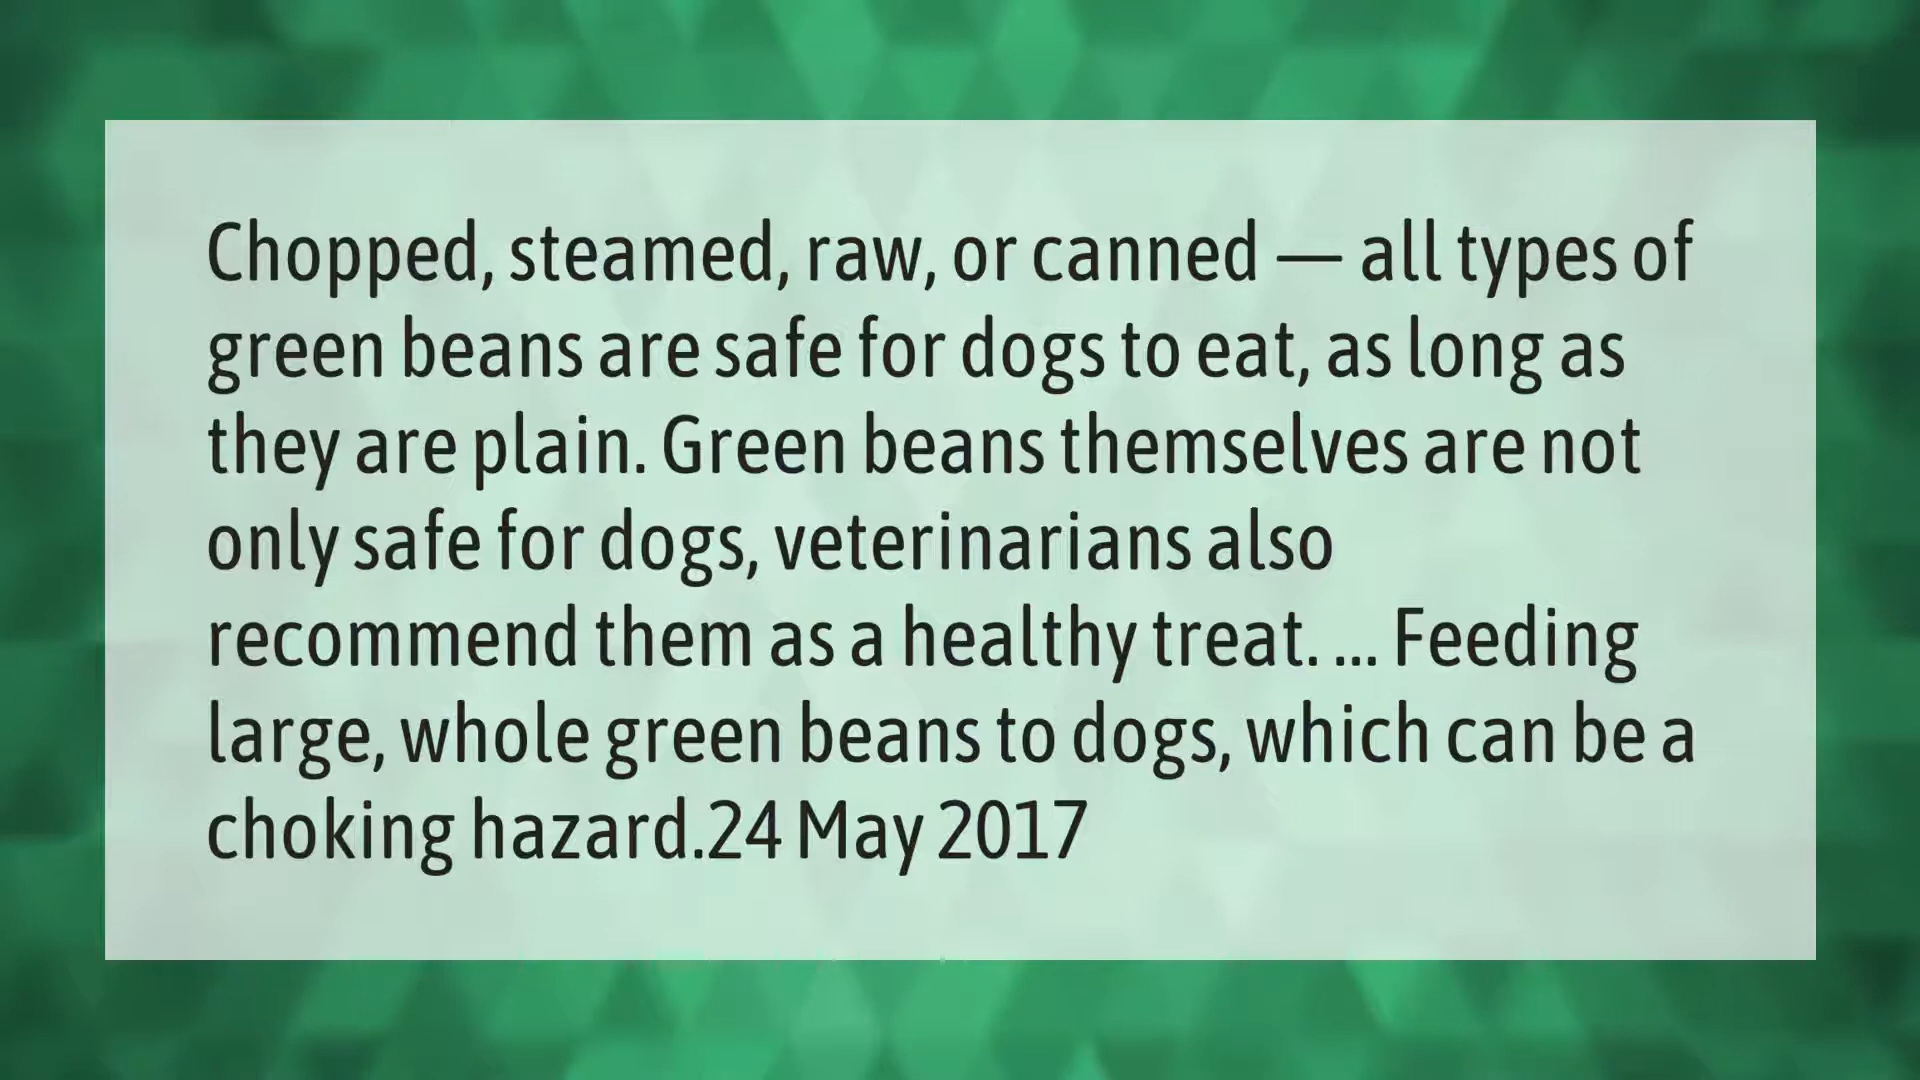 Chopped, steamed, raw, or canned — all types of
green beans are safe for dogs to eat, as long as
they are plain. Green beans themselves are not
only safe for dogs, veterinarians also
recommend them as a healthy treat. ... Feeding
large, whole green beans to dogs, which can be a
choking hazard.24 May 2017